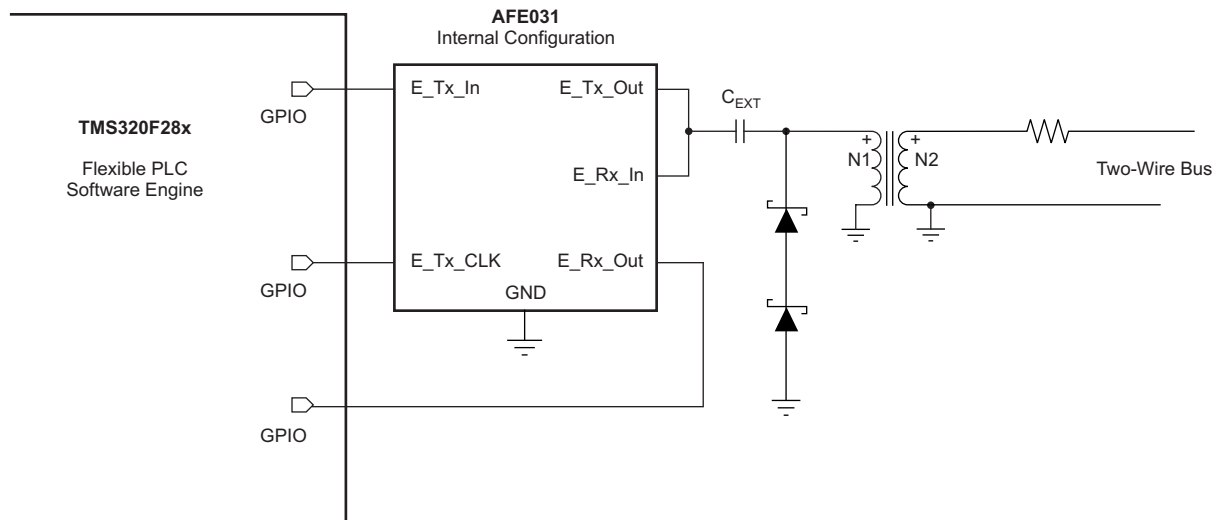 AFE031
Internal Configuration
E_Tx_In
E_Tx_Out
GPIO
C_EXT
TMS320F28x
Flexible PLC
Software Engine
E_Rx_In
+
N1
+
N2
Two-Wire Bus
E_Tx_CLK
E_Rx_Out
GPIO
GND
GPIO